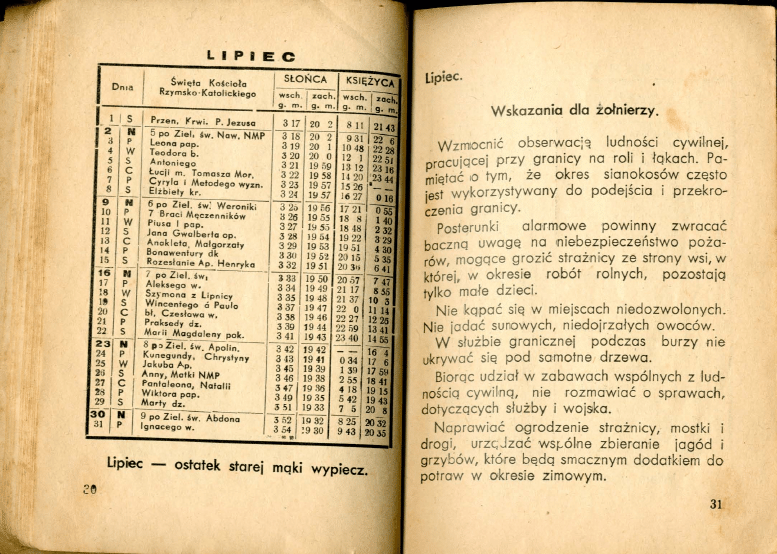 LIPIEC
Dnia Święta Kościoła Rzymsko-Katolickiego SŁOŃCA KSIĘŻYCA
wsch. g. m. zach. g. m. wsch. g. m. zach. g. m.
1 S Przen. Krwi. P. Jezusa 3 17 20 2 8 11 21 43
2 N 5 po Ziel. św. Naw. NMP 3 18 20 2 9 31 22 6
3 P Leona pap. 3 19 20 1 10 48 22 28
4 W Teodora b. 3 20 20 0 12 1 22 51
5 S Antoniego 3 21 19 59 13 12 23 16
6 C Łucji m. Tomasza Mor. 3 22 19 58 14 20 23 44
7 P Cyryla i Metodego wyzn. 3 23 19 57 15 26 —
8 S Elżbiety kr. 3 24 19 57 16 27 0 16
9 N 6 po Ziel. św. Weroniki 3 25 19 56 17 21 0 55
10 P 7 Braci Męczenników 3 26 19 55 18 8 1 40
11 W Piusa I pap. 3 27 19 55 18 48 2 32
12 S Jana Gwalberta op. 3 28 19 54 19 22 3 29
13 C Anakleta, Małgorzaty 3 29 19 53 19 51 4 30
14 P Bonawentury dk 3 30 19 52 20 15 5 35
15 S Rozesłanie Ap. Henryka 3 32 19 51 20 36 6 41
16 N 7 po Ziel. św. 3 33 19 50 20 57 7 47
17 P Aleksego w. 3 34 19 49 21 17 8 55
18 W Szymona z Lipnicy 3 35 19 48 21 37 10 3
19 S Wincentego á Paulo 3 37 19 47 22 0 11 14
20 C bł. Czesława w. 3 38 19 46 22 27 12 25
21 P Praksedy dz. 3 39 19 44 22 59 13 41
22 S Marii Magdaleny pok. 3 41 19 43 23 40 14 55
23 N 8 po Ziel. św. Apolin. 3 42 19 42 — — 16 4
24 P Kunegundy, Chrystyny 3 43 19 41 0 34 17 6
25 W Jakuba Ap. 3 45 19 39 1 39 17 59
26 S Anny, Matki NMP 3 46 19 38 2 55 18 41
27 C Pantaleona, Natalii 3 47 19 36 4 18 19 15
28 P Wiktora pap. 3 49 19 35 5 42 19 43
29 S Marty dz. 3 51 19 33 7 5 20 8
30 N 9 po Ziel. św. Abdona 3 52 19 32 8 25 20 32
31 P Ignacego w. 3 54 19 30 9 43 20 35
Lipiec — ostatek starej mąki wypiecz.
30
Lipiec.
Wskazania dla żołnierzy.
Wzmocnić obserwację ludności cywilnej,
pracującej przy granicy na roli i łąkach. Pa-
miętać o tym, że okres sianokosów często
jest wykorzystywany do podejścia i przekro-
czenia granicy.
Posterunki alarmowe powinny zwracać
baczną uwagę na niebezpieczeństwo poża-
rów, mogące grozić strażnicy ze strony wsi, w
której, w okresie robót rolnych, pozostają
tylko małe dzieci.
Nie kąpać się w miejscach niedozwolonych.
Nie jadać surowych, niedojrzałych owoców.
W służbie granicznej podczas burzy nie
ukrywać się pod samotne drzewa.
Biorąc udział w zabawach wspólnych z lud-
nością cywilną, nie rozmawiać o sprawach,
dotyczących służby i wojska.
Naprawiać ogrodzenie strażnicy, mostki i
drogi, urządzać wspólne zbieranie jagód i
grzybów, które będą smacznym dodatkiem do
potraw w okresie zimowym.
31